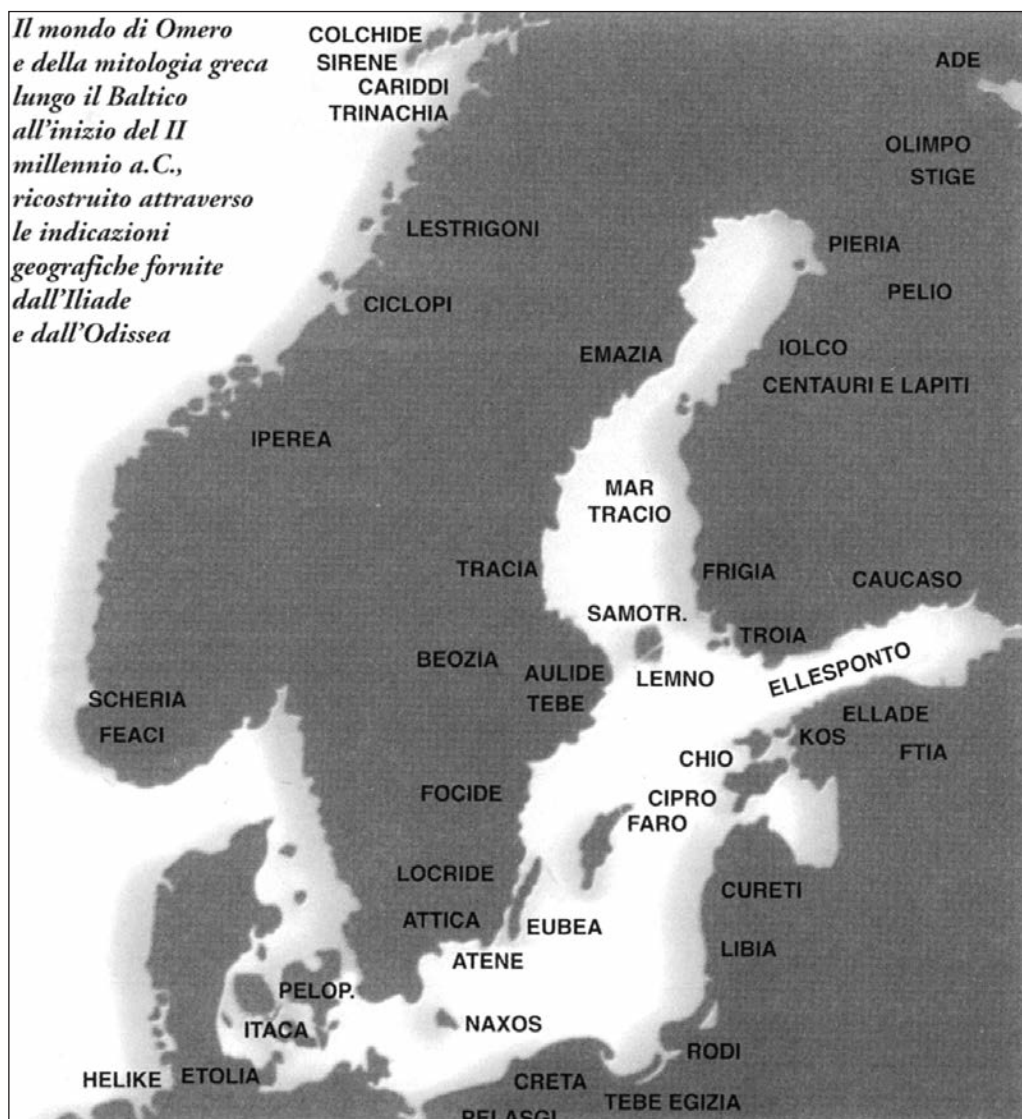 Il mondo di Omero
e della mitologia greca
lungo il Baltico
all'inizio del II
millennio a.C.,
ricostruito attraverso
le indicazioni
geografiche fornite
dall'Iliade
e dall'Odissea
COLCHIDE
SIRENE
CARIDDI
TRINACHIA
ADE
OLIMPO
STIGE
LESTRIGONI
PIERIA
CICLOPI
PELIO
EMAZIA
IOLCO
CENTAURI E LAPITI
IPEREA
MAR
TRACIO
TRACIA
FRIGIA
CAUCASO
SAMOTR.
TROIA
BEOZIA
AULIDE
LEMNO
ELLESPONTO
TEBE
SCHERIA
FEACI
ELLADE
KOS
FTIA
CHIO
FOCIDE
CIPRO
FARO
LOCRIDE
CURETI
ATTICA
EUBEA
LIBIA
ATENE
PELOP.
ITACA
NAXOS
RODI
HELIKE
ETOLIA
CRETA
TEBE EGIZIA
PELASGI